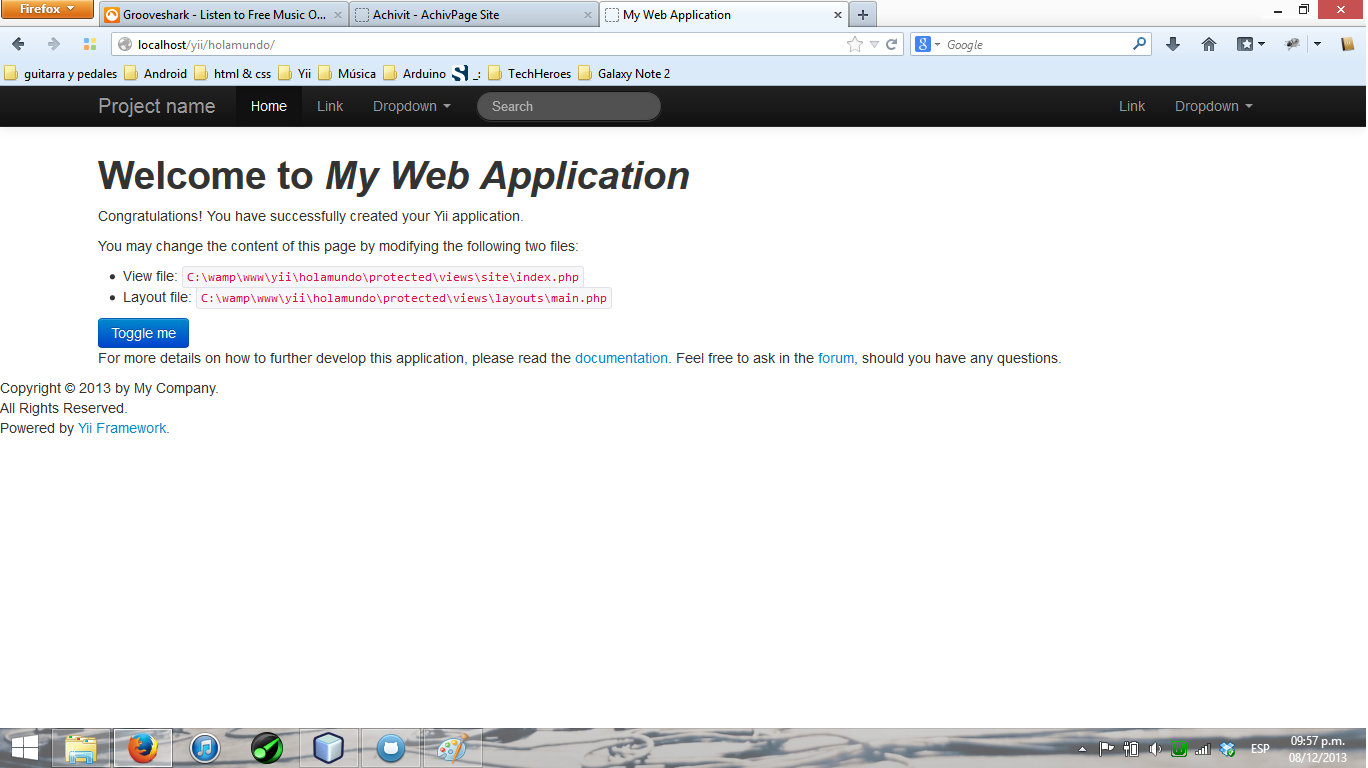 Firefox
Grooveshark - Listen to Free Music O...
Achivit - AchivPage Site
My Web Application
localhost/yii/holamundo/
Google
guitarra y pedales
Android
html & css
Yii
Música
Arduino
_:
TechHeroes
Galaxy Note 2
Project name
Home
Link
Dropdown
Search
Link
Dropdown
Welcome to My Web Application
Congratulations! You have successfully created your Yii application.
You may change the content of this page by modifying the following two files:
View file: C:\wamp\www\yii\holamundo\protected\views\site\index.php
Layout file: C:\wamp\www\yii\holamundo\protected\views\layouts\main.php
Toggle me
For more details on how to further develop this application, please read the documentation. Feel free to ask in the forum, should you have any questions.
Copyright © 2013 by My Company.
All Rights Reserved.
Powered by Yii Framework.
ESP
09:57 p.m.
08/12/2013